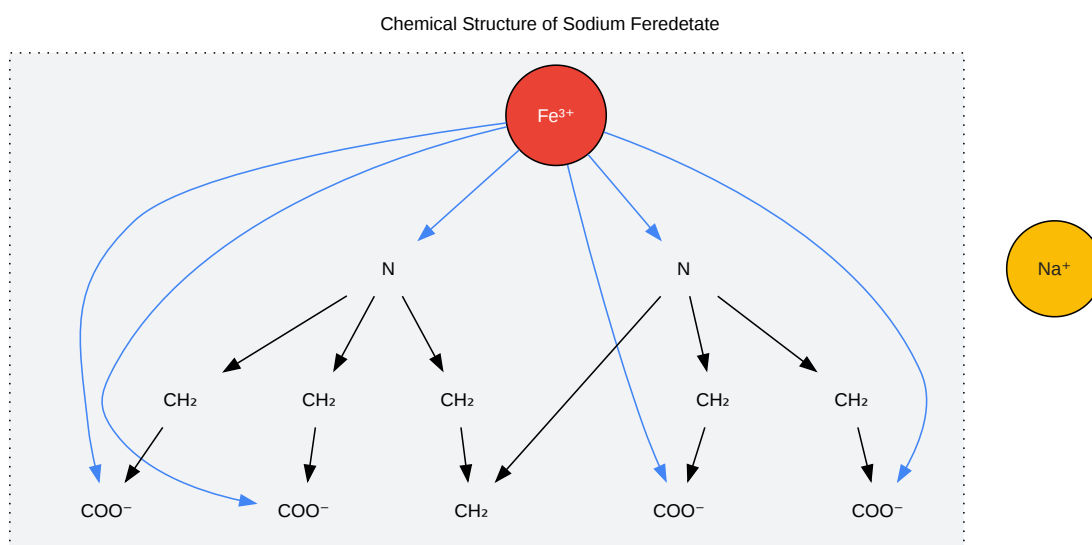 Chemical Structure of Sodium Feredetate
Fe³⁺
N
N
Na⁺
CH₂
CH₂
CH₂
CH₂
CH₂
COO⁻
COO⁻
CH₂
COO⁻
COO⁻